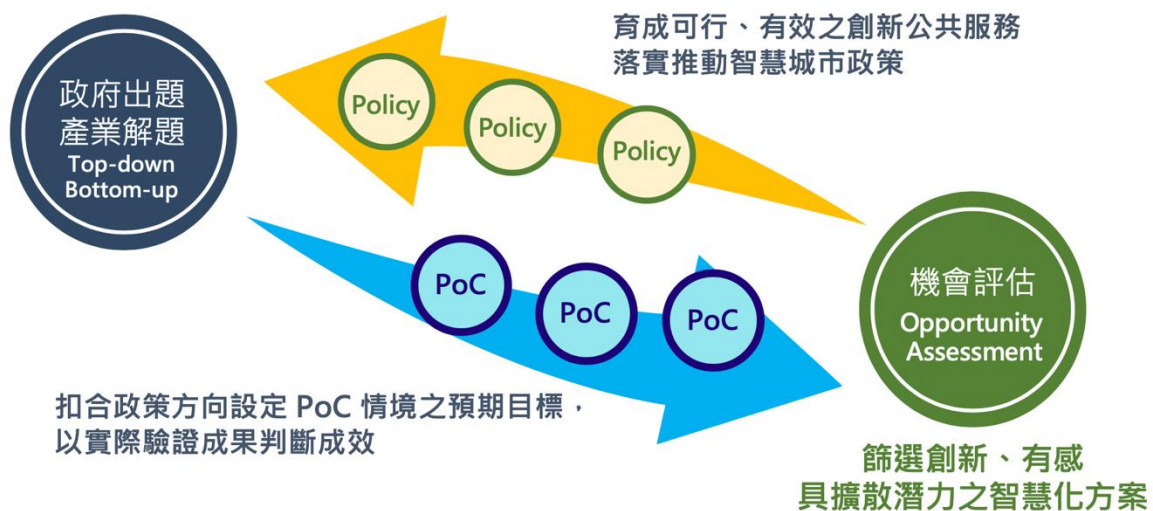 育成可行、有效之創新公共服務
落實推動智慧城市政策
政府出題
產業解題
Top-down
Bottom-up
Policy
Policy
Policy
PoC
PoC
PoC
機會評估
Opportunity
Assessment
扣合政策方向設定 PoC 情境之預期目標，
以實際驗證成果判斷成效
篩選創新、有感
具擴散潛力之智慧化方案